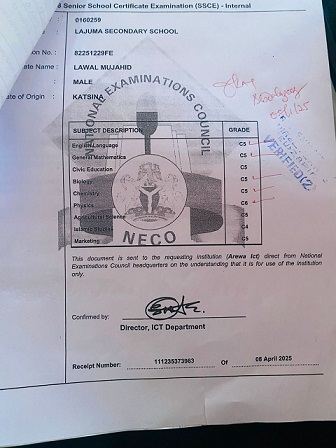 Senior School Certificate Examination (SSCE) - Internal
0160259
LAJUMA SECONDARY SCHOOL
on No. : 82251229FE
ate Name : LAWAL MUJAHID
: MALE
ate of Origin : KATSINA
NATIONAL EXAMINATIONS COUNCIL
SUBJECT DESCRIPTION GRADE
English Language C5
General Mathematics C5
Civic Education C5
Biology C5
Chemistry C5
Physics C6
Agricultural Science C4
Islamic Studies C4
Marketing C5
NECO
VERIFIED
This document is sent to the requesting institution (Arewa Ict) direct from National
Examinations Council headquarters on the understanding that it is for use of the institution
only.
Confirmed by:
Director, ICT Department
Receipt Number: 111235373983 Of 08 April 2025